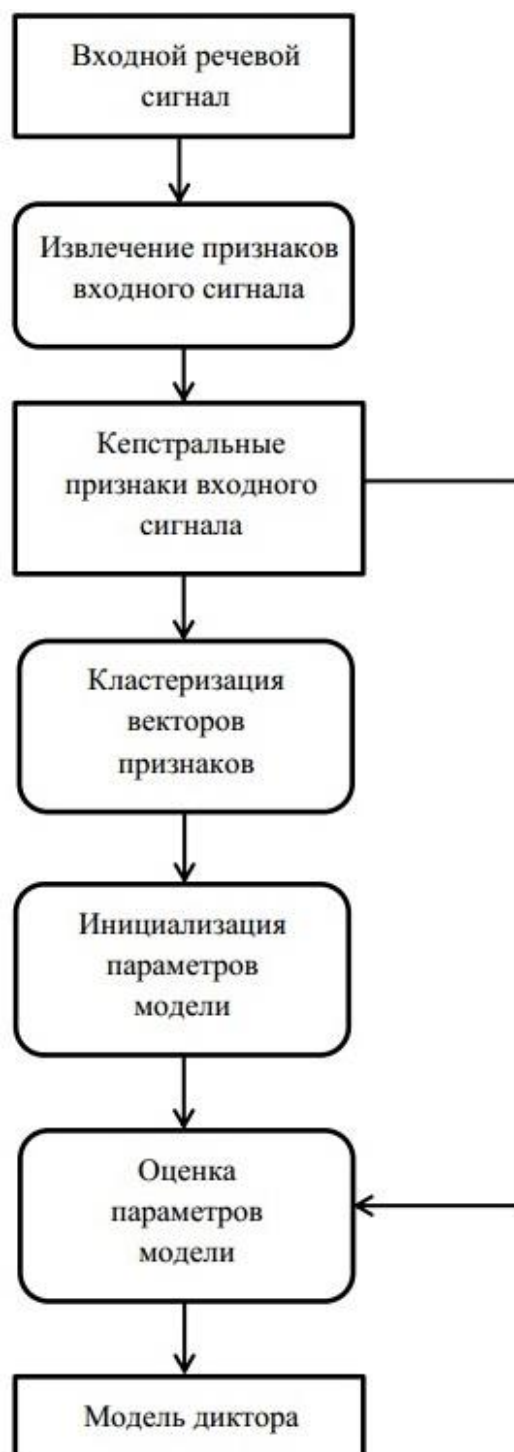 Входной речевой
сигнал
Извлечение признаков
входного сигнала
Кепстральные
признаки входного
сигнала
Кластеризация
векторов
признаков
Инициализация
параметров
модели
Оценка
параметров
модели
Модель диктора